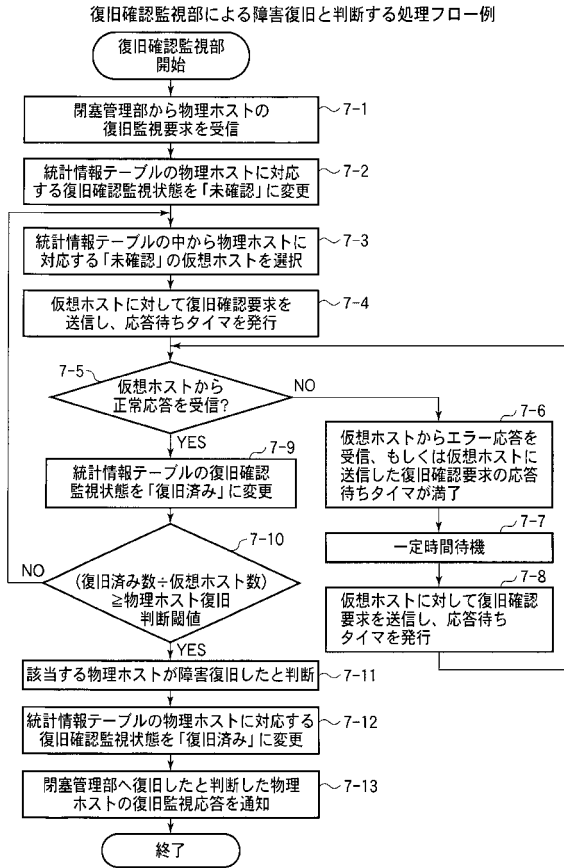 復旧確認監視部による障害復旧と判断する処理フロー例
復旧確認監視部
開始
閉塞管理部から物理ホストの
復旧監視要求を受信
7-1
統計情報テーブルの物理ホストに対応
する復旧確認監視状態を「未確認」に変更
7-2
統計情報テーブルの中から物理ホストに
対応する「未確認」の仮想ホストを選択
7-3
仮想ホストに対して復旧確認要求を
送信し、応答待ちタイマを発行
7-4
7-5
仮想ホストから
正常応答を受信?
NO
YES
7-6
仮想ホストからエラー応答を
受信、もしくは仮想ホストに
送信した復旧確認要求の応答
待ちタイマが満了
7-7
一定時間待機
7-8
仮想ホストに対して復旧確認
要求を送信し、応答待ち
タイマを発行
7-9
統計情報テーブルの復旧確認
監視状態を「復旧済み」に変更
7-10
NO
(復旧済み数÷仮想ホスト数)
≧物理ホスト復旧
判断閾値
YES
該当する物理ホストが障害復旧したと判断
7-11
統計情報テーブルの物理ホストに対応する
復旧確認監視状態を「復旧済み」に変更
7-12
閉塞管理部へ復旧したと判断した物理
ホストの復旧監視応答を通知
7-13
終了